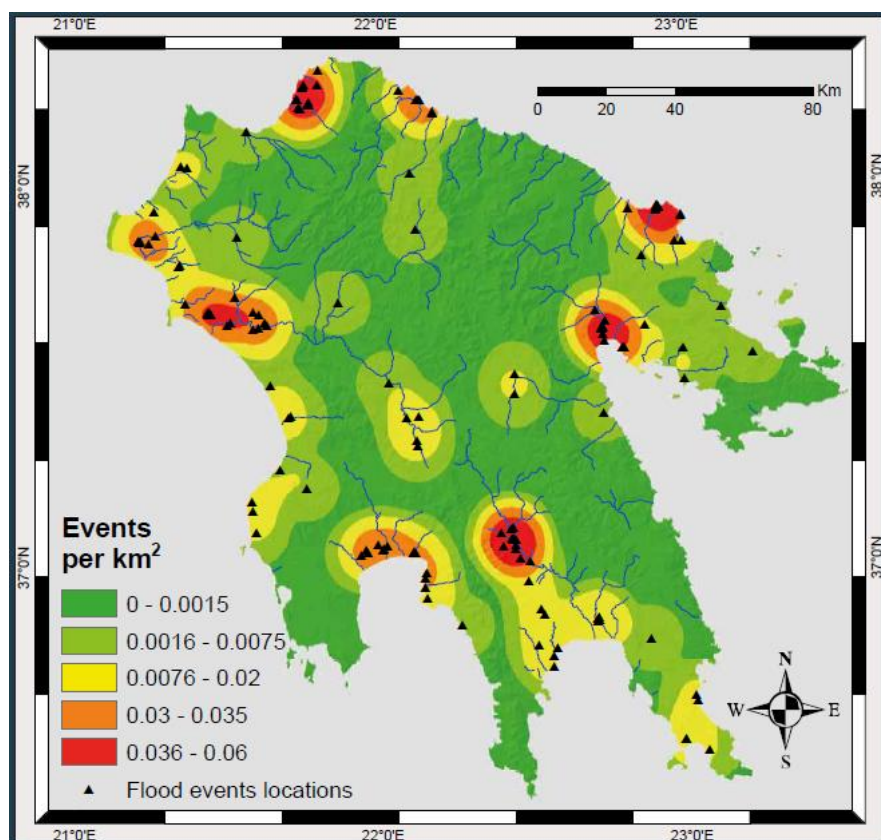 21°0'E 22°0'E 23°0'E
Km
0 20 40 60 80
38°0'N 38°0'N
37°0'N 37°0'N
Events
per km²
0 - 0.0015
0.0016 - 0.0075
0.0076 - 0.02
0.03 - 0.035
0.036 - 0.06
Flood events locations
N
W E
S
21°0'E 22°0'E 23°0'E